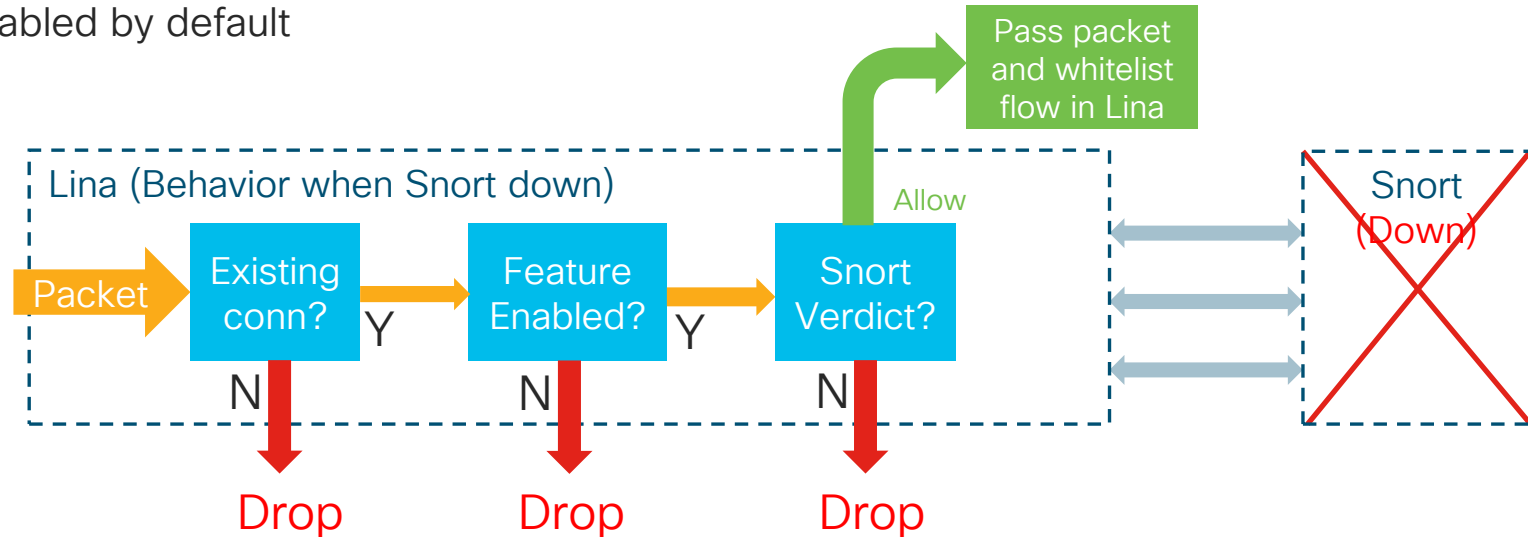 abled by default
Pass packet
and whitelist
flow in Lina
Lina (Behavior when Snort down)
Allow
Snort
(Down)
Packet
Existing
conn?
Y
Feature
Enabled?
Y
Snort
Verdict?
N
N
N
Drop
Drop
Drop